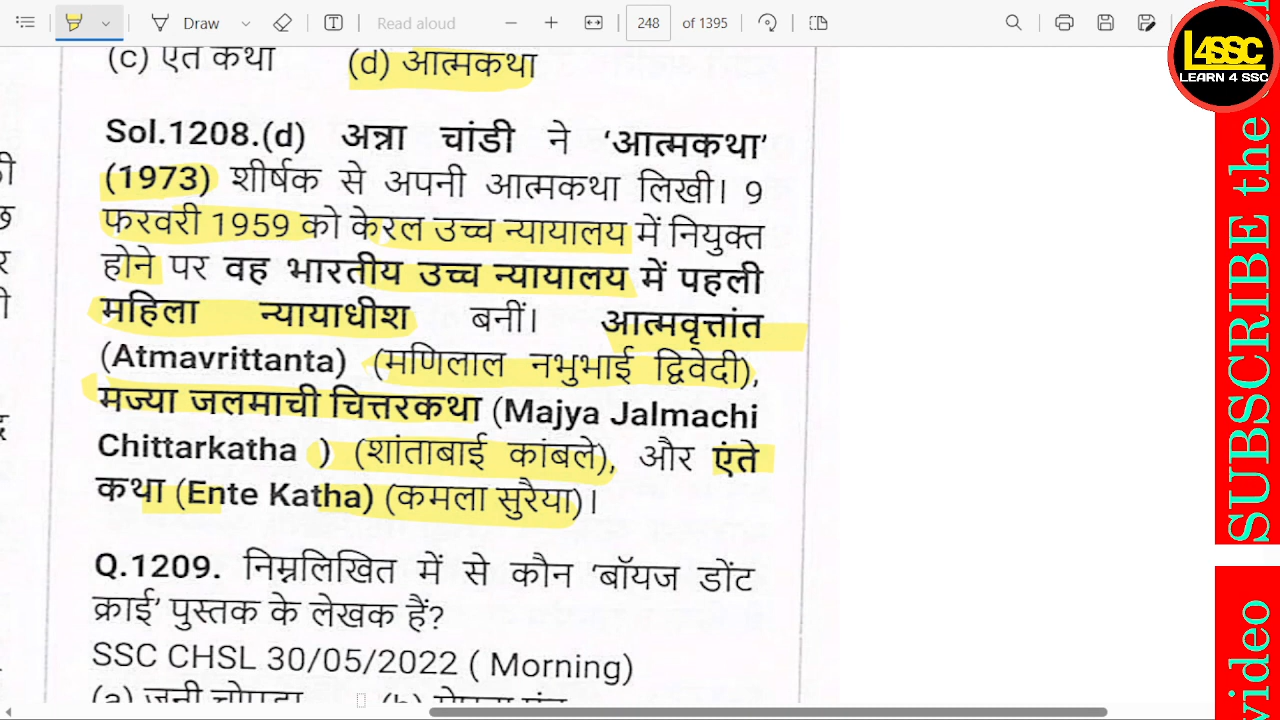 Draw
Read aloud
248 of 1395
L4SSC
LEARN 4 SSC
(c) एंते कथा (d) आत्मकथा
Sol.1208.(d) अन्ना चांडी ने ‘आत्मकथा’
(1973) शीर्षक से अपनी आत्मकथा लिखी। 9
फरवरी 1959 को केरल उच्च न्यायालय में नियुक्त
होने पर वह भारतीय उच्च न्यायालय में पहली
महिला न्यायाधीश बनीं। आत्मवृत्तांत
(Atmavrittanta) (मणिलाल नभुभाई द्विवेदी),
मज्या जलमाची चित्तरकथा (Majya Jalmachi
Chittarkatha ) (शांताबाई कांबले), और एंते
कथा (Ente Katha) (कमला सुरैया)।
Q.1209. निम्नलिखित में से कौन ‘बॉयज डोंट
क्राई’ पुस्तक के लेखक हैं?
SSC CHSL 30/05/2022 ( Morning)
(a) (b)
SUBSCRIBE the
video